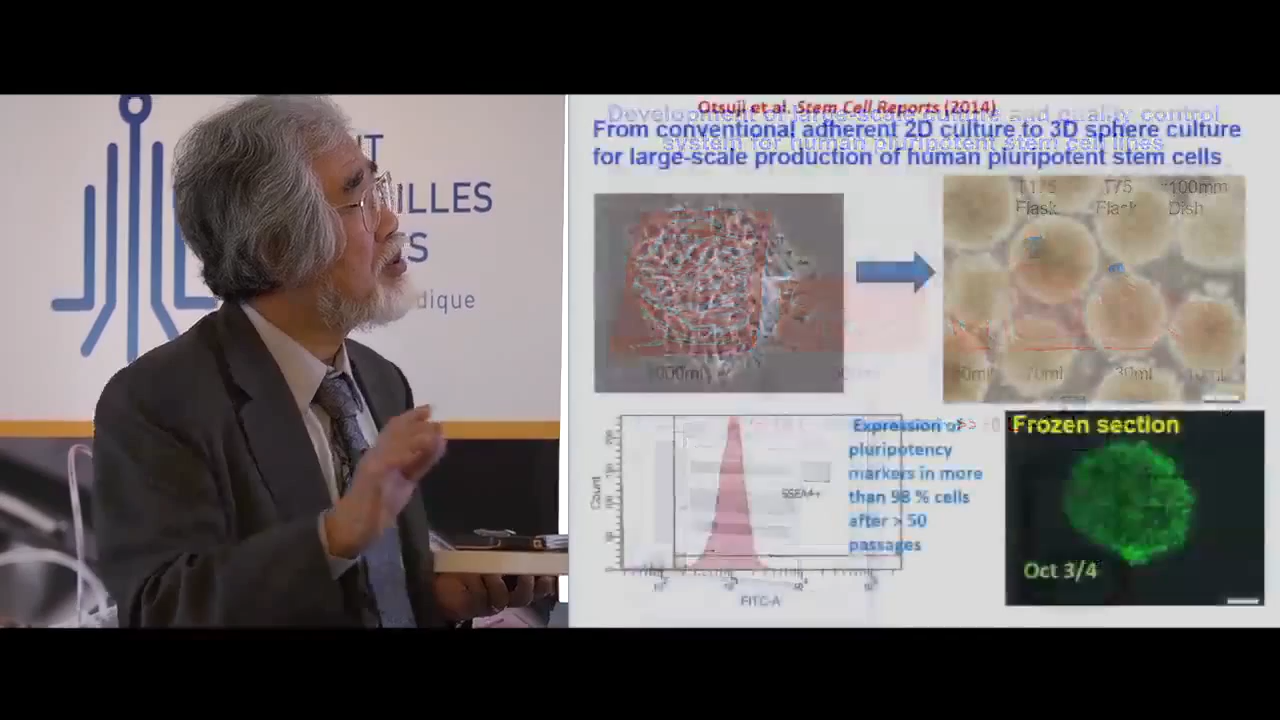 ILLES
dique
Otsuji et al. Stem Cell Reports (2014)
Development of large-scale culture and quality control
system for human pluripotent Stem cell lines
From conventional adherent 2D culture to 3D sphere culture
for large-scale production of human pluripotent stem cells
T175
Flask
T75
Flask
100mm
Dish
70ml
30ml
Count
SSEA4+
FITC-A
Expression of
pluripotency
markers in more
than 98 % cells
after > 50
passages
Frozen section
Oct 3/4